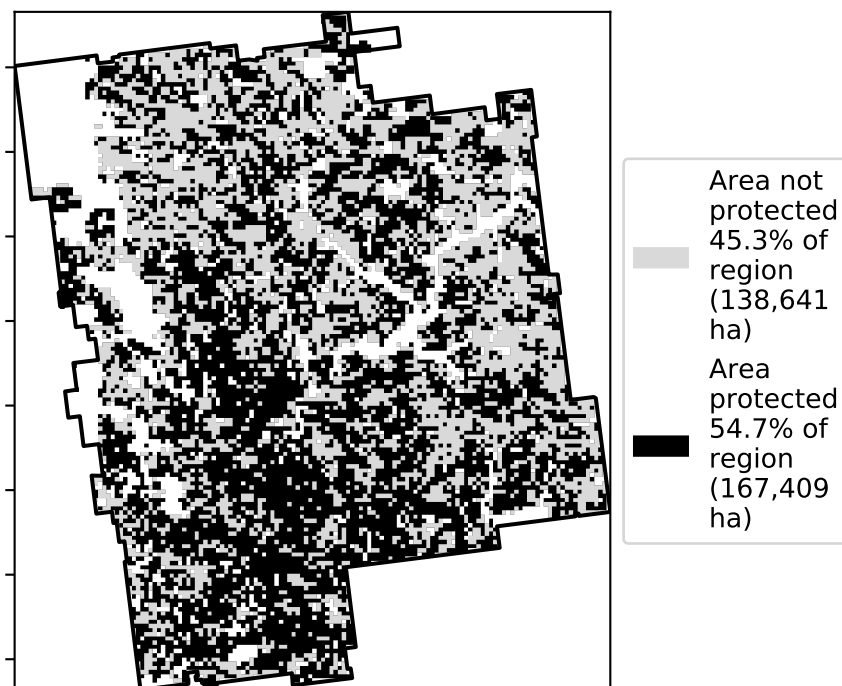 Area not
protected
45.3% of
region
(138,641
ha)
Area
protected
54.7% of
region
(167,409
ha)